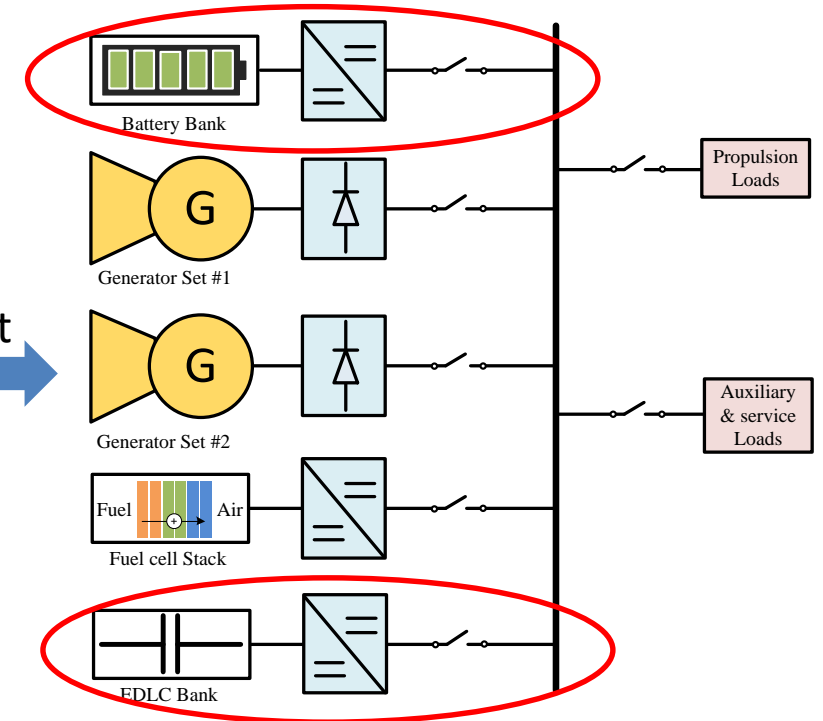 Battery Bank
Propulsion
Loads
G
Generator Set #1
t
G
Auxiliary
& service
Loads
Generator Set #2
Fuel
+
Air
Fuel cell Stack
EDLC Bank